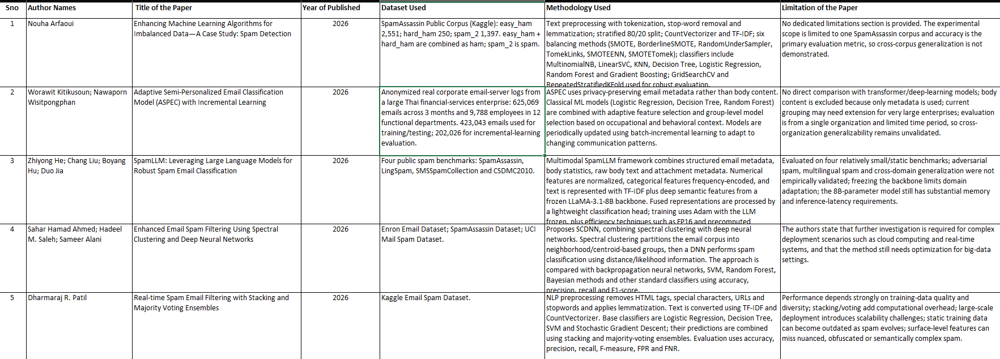 Sno Author Names Title of the Paper Year of Published Dataset Used Methodology Used Limitation of the Paper
1
Nouha Arfaoui
Enhancing Machine Learning Algorithms for
Imbalanced Data—A Case Study: Spam Detection
2026
SpamAssassin Public Corpus (Kaggle): easy_ham
2,551; hard_ham 250; spam_2 1,397. easy_ham +
hard_ham are combined as ham; spam_2 is spam.
Text preprocessing with tokenization, stop-word removal and
lemmatization; stratified 80/20 split; CountVectorizer and TF-IDF; six
balancing methods (SMOTE, BorderlineSMOTE, RandomUnderSampler,
TomekLinks, SMOTEENN, SMOTETomek); classifiers include
MultinomialNB, LinearSVC, KNN, Decision Tree, Logistic Regression,
Random Forest and Gradient Boosting; GridSearchCV and
RepeatedStratifiedKFold used for robust evaluation.
No dedicated limitations section is provided. The experimental
scope is limited to one SpamAssassin corpus and accuracy is the
primary evaluation metric, so cross-corpus generalization is not
demonstrated.
2
Worawit Kitikusoun; Nawaporn
Wisitpongphan
Adaptive Semi-Personalized Email Classification
Model (ASPEC) with Incremental Learning
2026
Anonymized real corporate email-server logs from
a large Thai financial-services enterprise: 625,069
emails across 3 months and 9,788 employees in 12
functional departments. 423,043 emails used for
training/testing; 202,026 for incremental-learning
evaluation.
ASPEC uses privacy-preserving email metadata rather than body content.
Classical ML models (Logistic Regression, Decision Tree, Random Forest)
are combined with adaptive feature selection and group-level model
selection based on occupational and behavioral context. Models are
periodically updated using batch-incremental learning to adapt to
changing communication patterns.
No direct comparison with transformer/deep-learning models; body
content is excluded because only metadata is used; current
grouping may need extension for very large enterprises; evaluation
is from a single organization and limited time period, so cross-
organization generalizability remains unvalidated.
3
Zhiyong He; Chang Liu; Boyang
Hu; Duo Jia
SpamLLM: Leveraging Large Language Models for
Robust Spam Email Classification
2026
Four public spam benchmarks: SpamAssassin,
LingSpam, SMSSpamCollection and CSDMC2010.
Multimodal SpamLLM framework combines structured email metadata,
body statistics, raw body text and attachment metadata. Numerical
features are normalized, categorical features frequency-encoded, and
text is represented with TF-IDF plus deep semantic features from a
frozen LLaMA-3.1-8B backbone. Fused representations are processed by
a lightweight classification head; training uses Adam with the LLM
frozen, plus efficiency techniques such as FP16 and precomputed
Evaluated on four relatively small/static benchmarks; adversarial
spam, multilingual spam and cross-domain generalization were not
empirically validated; freezing the backbone limits domain
adaptation; the 8B-parameter model still has substantial memory
and inference-latency requirements.
4
Sahar Hamad Ahmed; Hadeel
M. Saleh; Sameer Alani
Enhanced Email Spam Filtering Using Spectral
Clustering and Deep Neural Networks
2026
Enron Email Dataset; SpamAssassin Dataset; UCI
Mail Spam Dataset.
Proposes SCDNN, combining spectral clustering with deep neural
networks. Spectral clustering partitions the email corpus into
neighborhood/centroid-based groups, then a DNN performs spam
classification using distance/likelihood information. The approach is
compared with backpropagation neural networks, SVM, Random Forest,
Bayesian methods and other standard classifiers using accuracy,
precision, recall and F1-score.
The authors state that further investigation is required for complex
deployment scenarios such as cloud computing and real-time
systems, and that the method still needs optimization for big-data
settings.
5
Dharmaraj R. Patil
Real-time Spam Email Filtering with Stacking and
Majority Voting Ensembles
2026
Kaggle Email Spam Dataset.
NLP preprocessing removes HTML tags, special characters, URLs and
stopwords and applies lemmatization. Text is converted using TF-IDF and
CountVectorizer. Base classifiers are Logistic Regression, Decision Tree,
SVM and Stochastic Gradient Descent; their predictions are combined
using stacking and majority-voting ensembles. Evaluation uses accuracy,
precision, recall, F-measure, FPR and FNR.
Performance depends strongly on training-data quality and
diversity; stacking/voting add computational overhead; large-scale
deployment introduces scalability challenges; static training data
can become outdated as spam evolves; surface-level features can
miss nuanced, obfuscated or semantically complex spam.